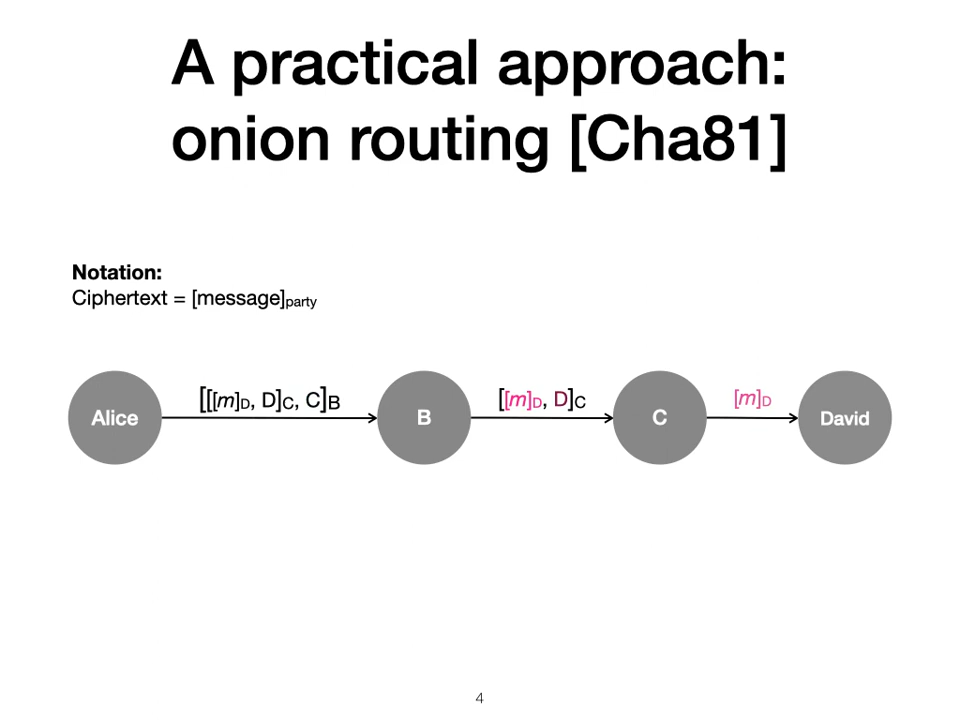 A practical approach:
onion routing [Cha81]
Notation:
Ciphertext = [message]party
Alice
[[[m]D, D]C, C]B
B
[[m]D, D]C
C
[m]D
David
4